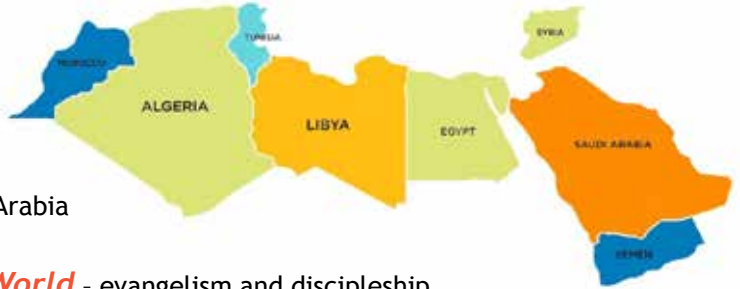 SYRIA
TUNISIA
MOROCCO
ALGERIA
LIBYA
EGYPT
SAUDI ARABIA
Arabia
YEMEN
World - evangelism and discipleship